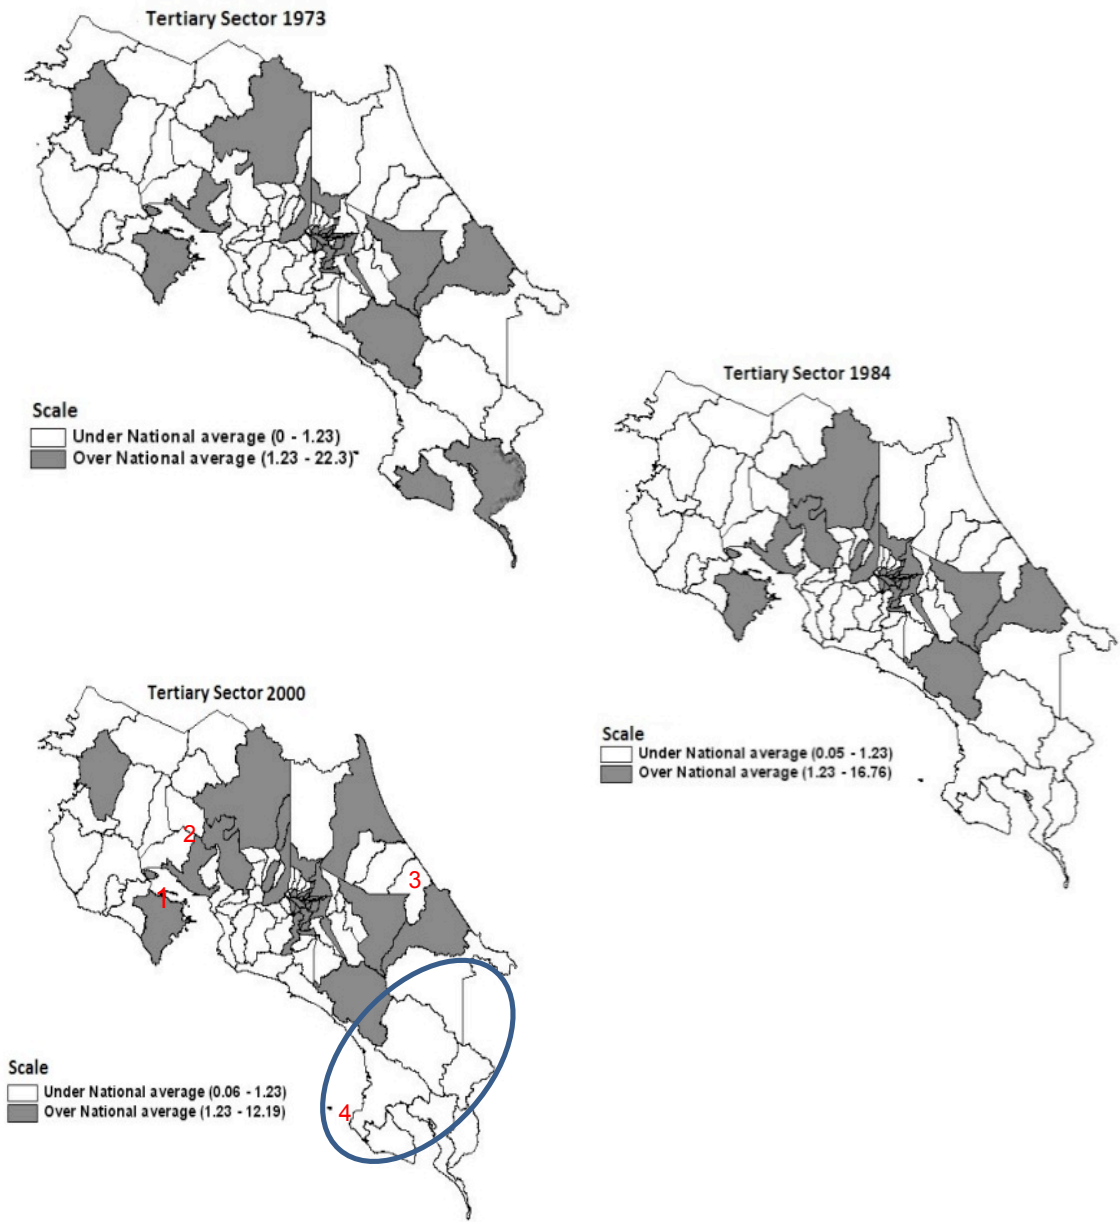 Tertiary Sector 1973
Scale
Under National average (0 - 1.23)
Over National average (1.23 - 22.3)
Tertiary Sector 1984
Scale
Under National average (0.05 - 1.23)
Over National average (1.23 - 16.76)
Tertiary Sector 2000
2
3
1
4
Scale
Under National average (0.06 - 1.23)
Over National average (1.23 - 12.19)